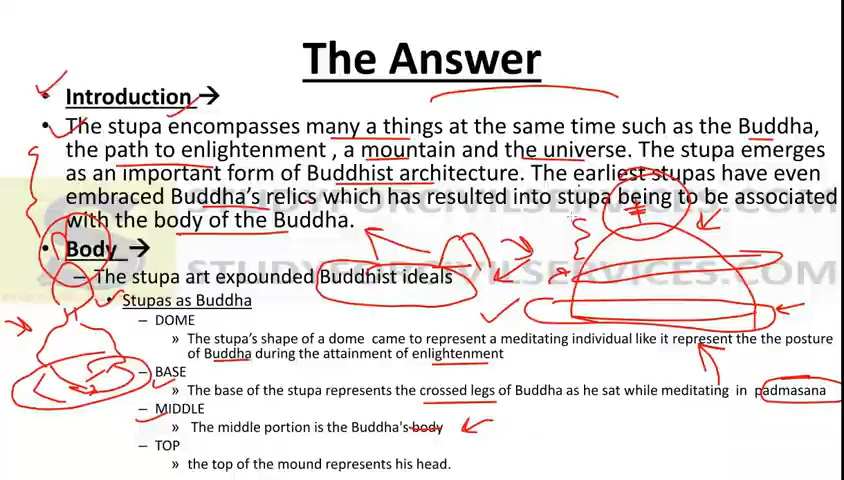 The Answer
• Introduction →
• The stupa encompasses many a things at the same time such as the Buddha,
the path to enlightenment , a mountain and the universe. The stupa emerges
as an important form of Buddhist architecture. The earliest stupas have even
embraced Buddha's relics which has resulted into stupa being to be associated
with the body of the Buddha.
• Body →
– The stupa art expounded Buddhist ideals
• Stupas as Buddha
– DOME
» The stupa's shape of a dome came to represent a meditating individual like it represent the the posture
of Buddha during the attainment of enlightenment
– BASE
» The base of the stupa represents the crossed legs of Buddha as he sat while meditating in padmasana
– MIDDLE
» The middle portion is the Buddha's body
– TOP
» the top of the mound represents his head.
STUDYFORCIVILSERVICES.COM
STUDYFORCIVILSERVICES.COM